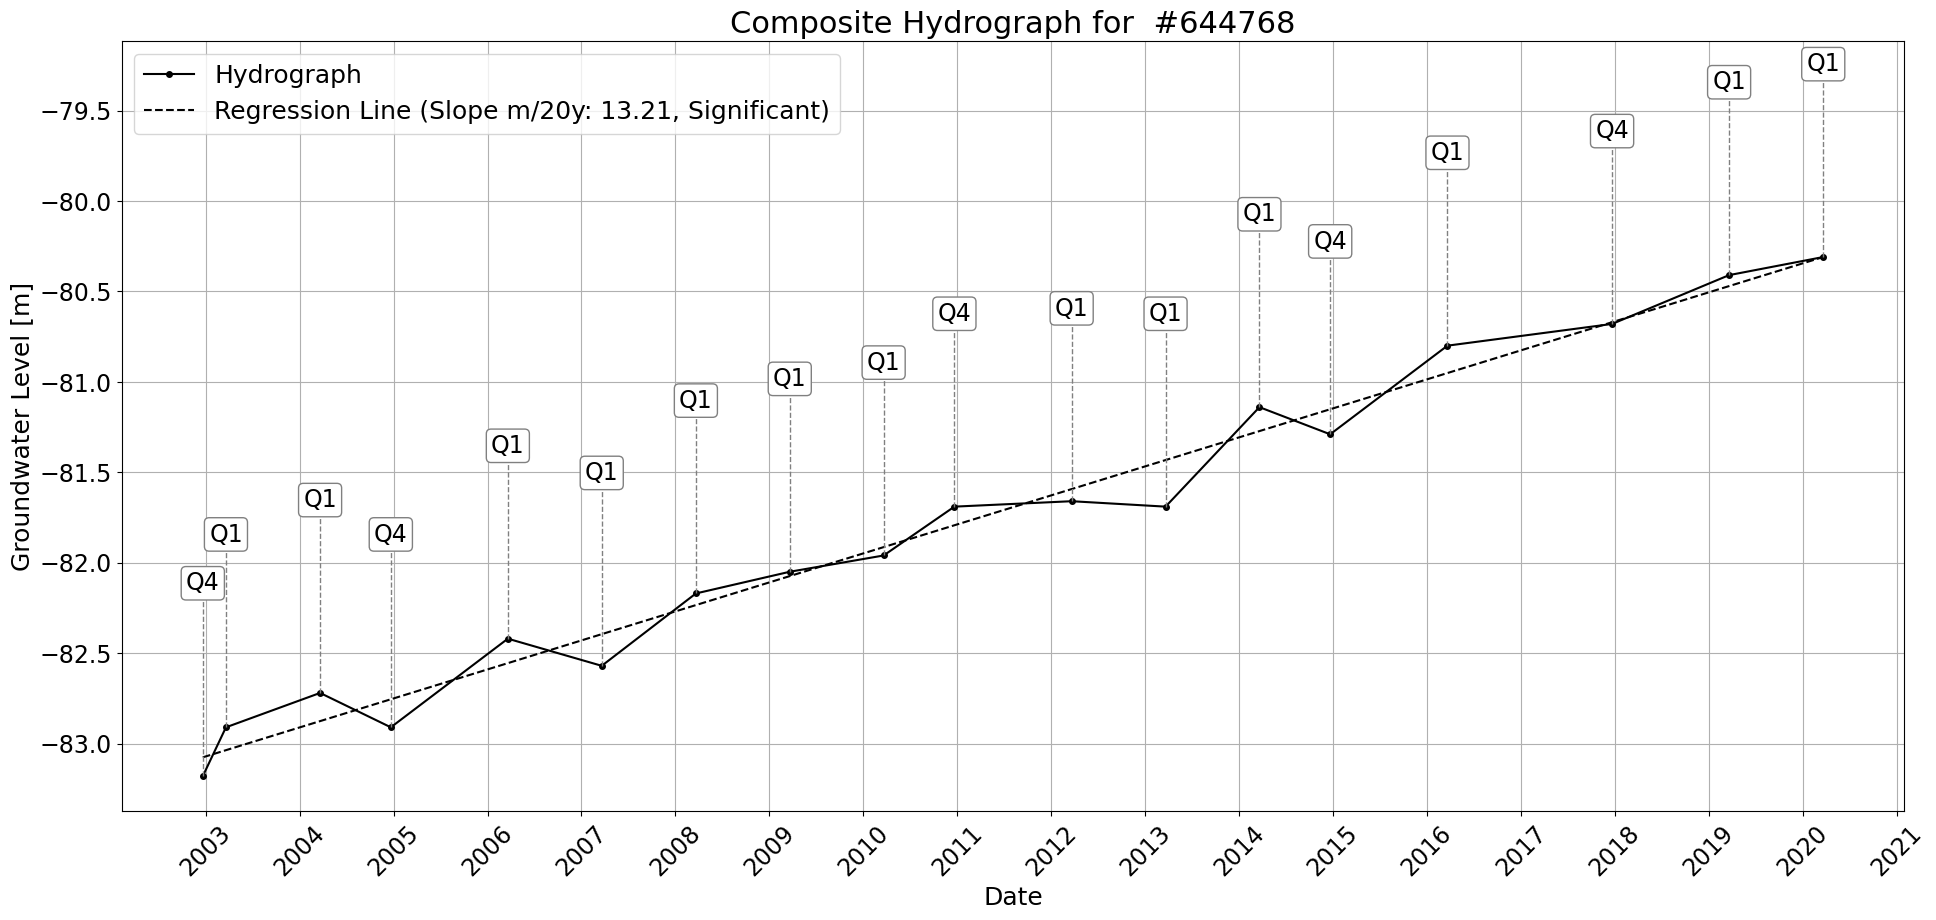 Composite Hydrograph for  #644768
Hydrograph
Regression Line (Slope m/20y: 13.21, Significant)
Groundwater Level [m]
−79.5
−80.0
−80.5
−81.0
−81.5
−82.0
−82.5
−83.0
Q4
Q1
Q1
Q4
Q1
Q1
Q1
Q1
Q1
Q4
Q1
Q1
Q1
Q4
Q1
Q4
Q1
Q1
2003
2004
2005
2006
2007
2008
2009
2010
2011
2012
2013
2014
2015
2016
2017
2018
2019
2020
2021
Date